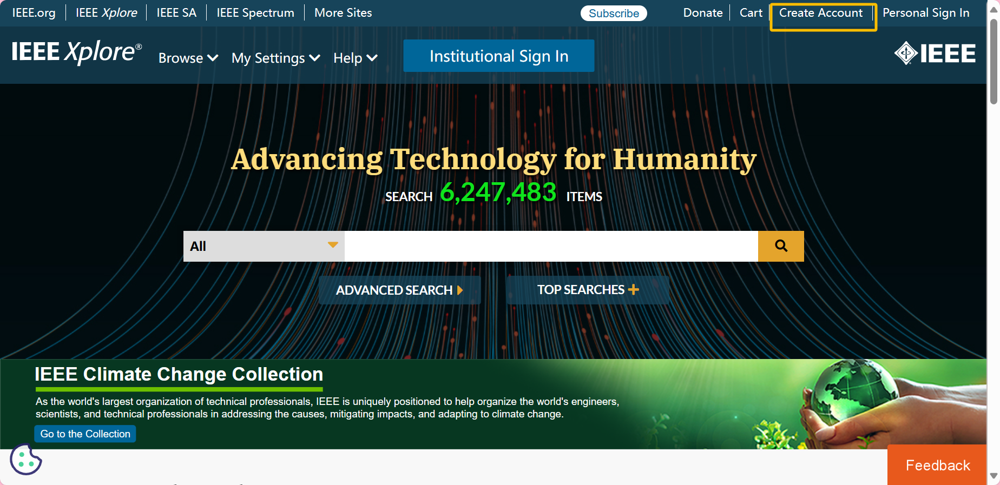 IEEE.org IEEE Xplore IEEE SA IEEE Spectrum More Sites Subscribe Donate Cart Create Account Personal Sign In
IEEE Xplore® Browse My Settings Help Institutional Sign In IEEE
Advancing Technology for Humanity
SEARCH 6,247,483 ITEMS
All
ADVANCED SEARCH TOP SEARCHES
IEEE Climate Change Collection
As the world's largest organization of technical professionals, IEEE is uniquely positioned to help organize the world's engineers,
scientists, and technical professionals in addressing the causes, mitigating impacts, and adapting to climate change.
Go to the Collection
Feedback